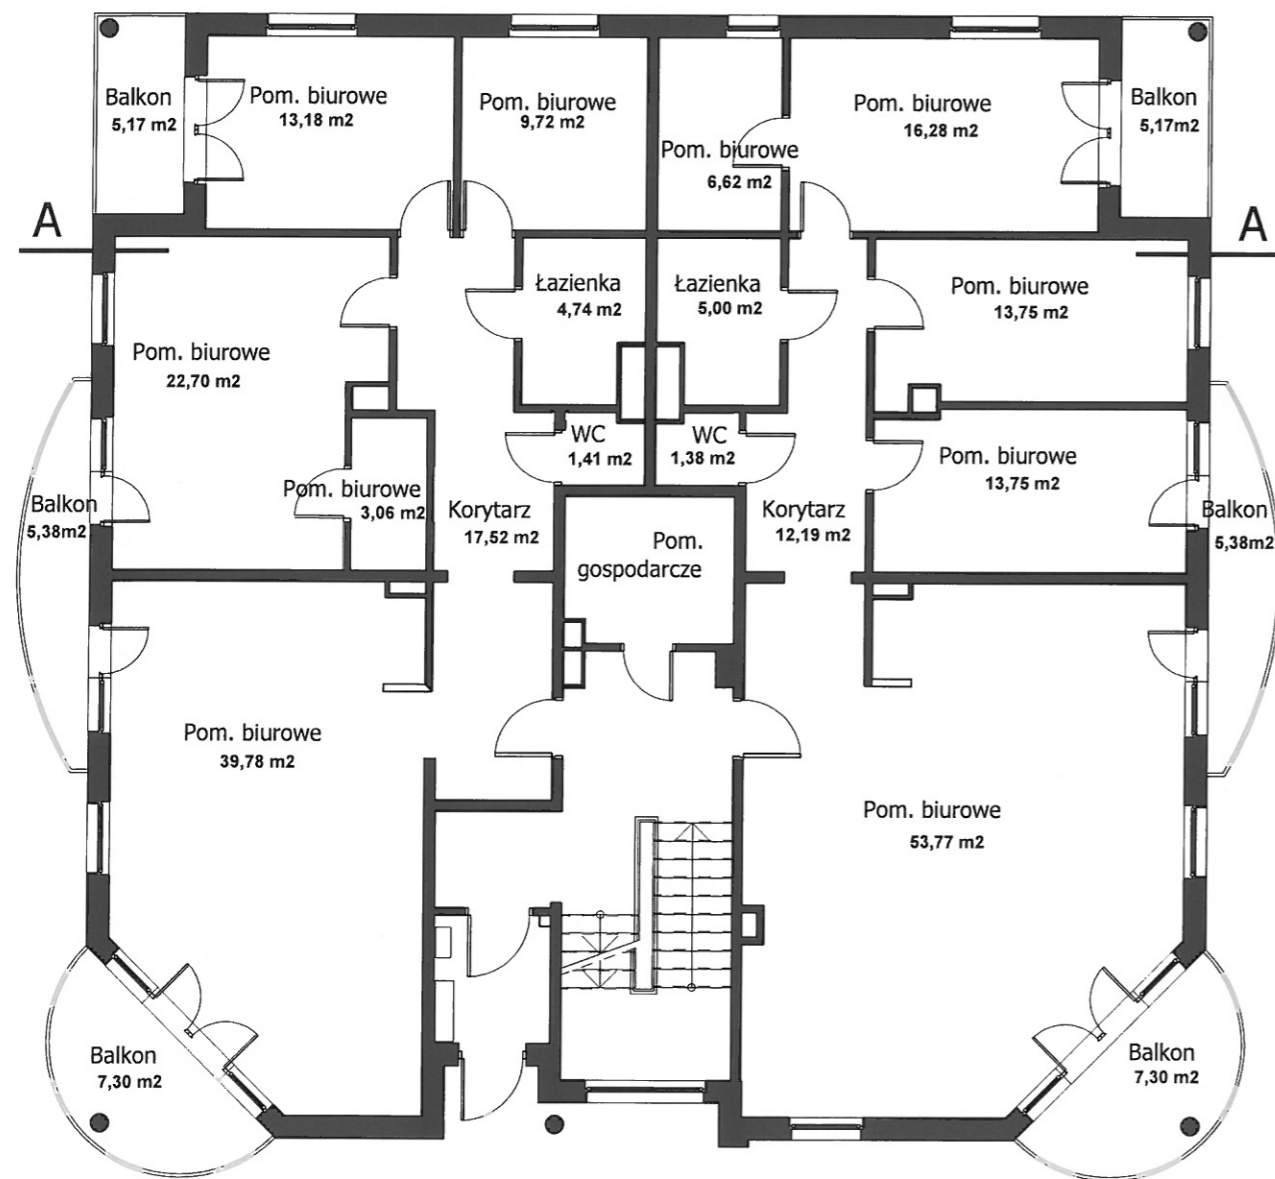 Balkon
5,17 m2
Pom. biurowe
13,18 m2
Pom. biurowe
9,72 m2
Pom. biurowe
6,62 m2
Pom. biurowe
16,28 m2
Balkon
5,17m2
A
A
Łazienka
4,74 m2
Łazienka
5,00 m2
Pom. biurowe
13,75 m2
Pom. biurowe
22,70 m2
WC
1,41 m2
WC
1,38 m2
Pom. biurowe
13,75 m2
Balkon
5,38m2
Pom. biurowe
3,06 m2
Korytarz
17,52 m2
Korytarz
12,19 m2
Balkon
5,38m2
Pom.
gospodarcze
Pom. biurowe
39,78 m2
Pom. biurowe
53,77 m2
Balkon
7,30 m2
Balkon
7,30 m2